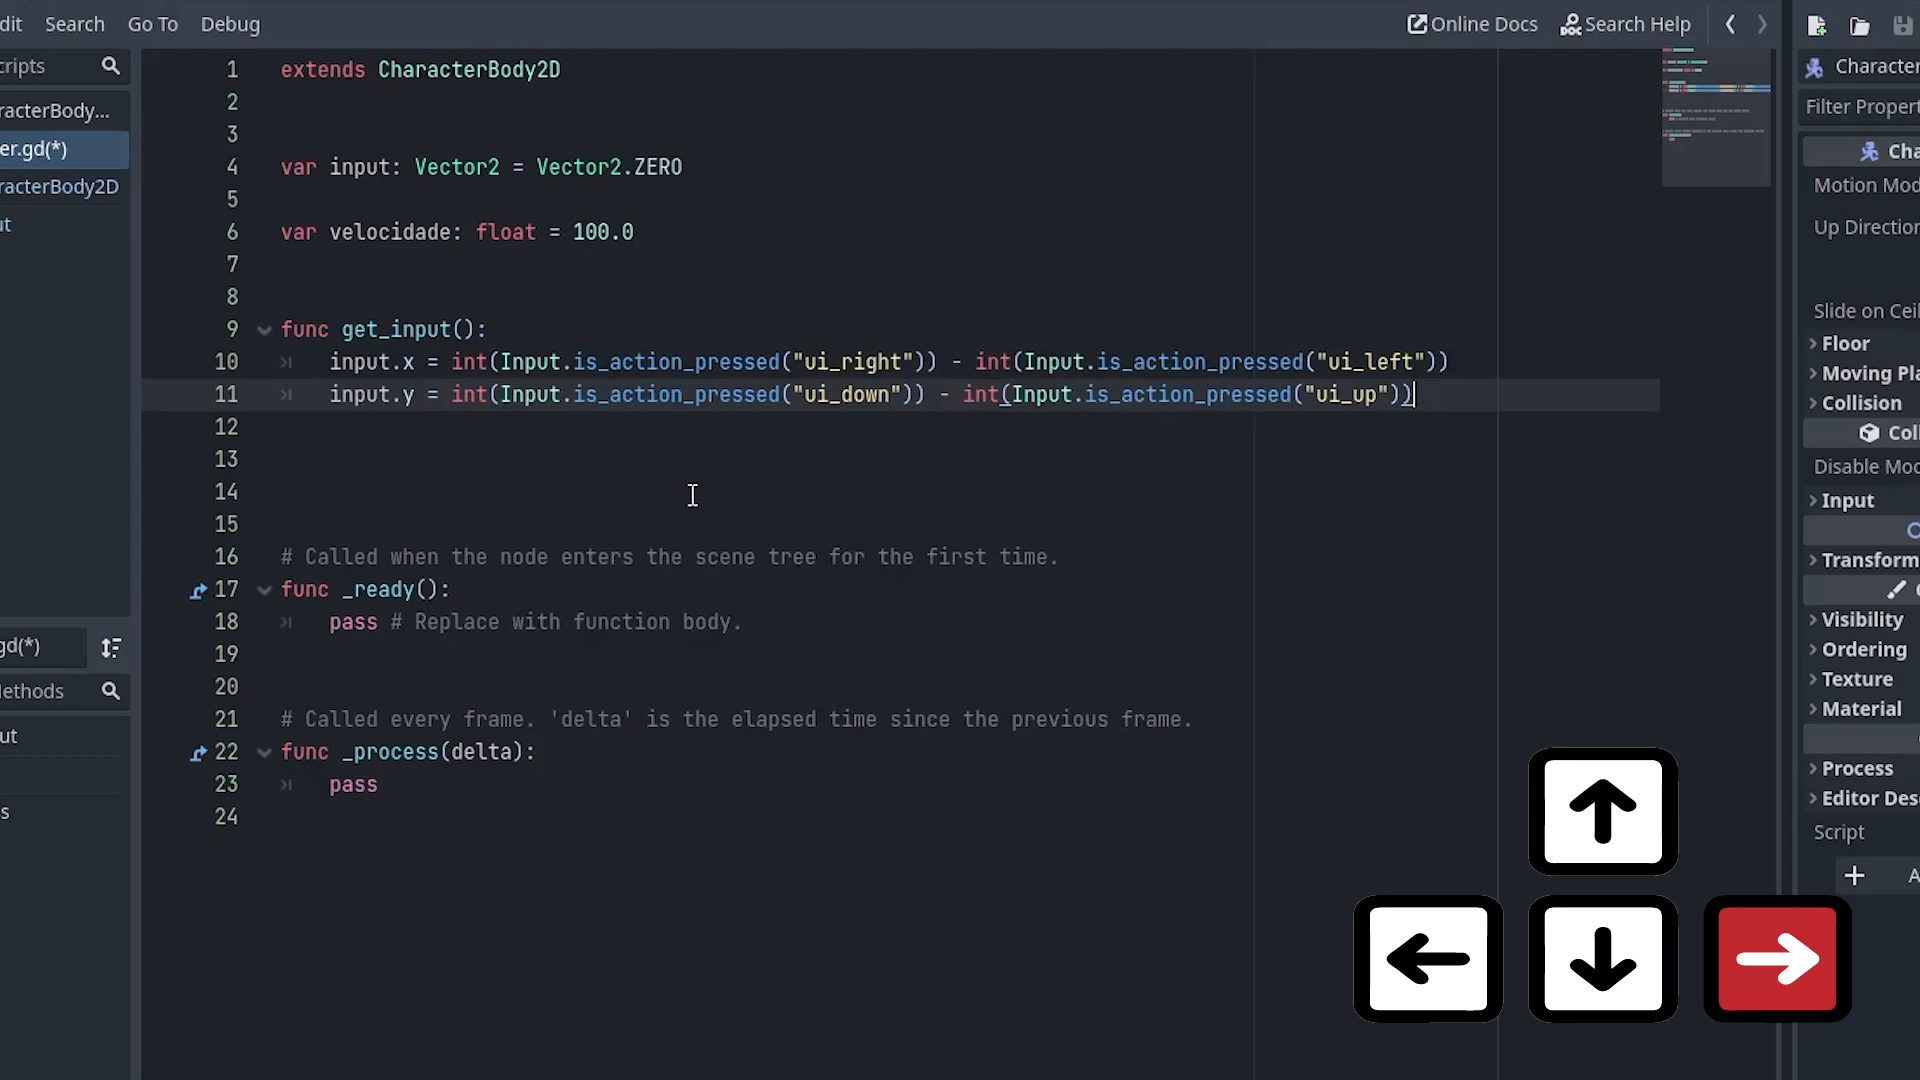 dit Search Go To Debug Online Docs Search Help
cripts
racterBody...
er.gd(*)
racterBody2D
ut
gd(*)
Methods
ut
s
1 extends CharacterBody2D
2
3
4 var input: Vector2 = Vector2.ZERO
5
6 var velocidade: float = 100.0
7
8
9 func get_input():
10 input.x = int(Input.is_action_pressed("ui_right")) - int(Input.is_action_pressed("ui_left"))
11 input.y = int(Input.is_action_pressed("ui_down")) - int(Input.is_action_pressed("ui_up"))
12
13
14
15
16 # Called when the node enters the scene tree for the first time.
17 func _ready():
18 pass # Replace with function body.
19
20
21 # Called every frame. 'delta' is the elapsed time since the previous frame.
22 func _process(delta):
23 pass
24
Character
Filter Propert
Cha
Motion Mod
Up Direction
Slide on Ceil
Floor
Moving Pla
Collision
Coll
Disable Moc
Input
Transform
Visibility
Ordering
Texture
Material
Process
Editor Des
Script
A